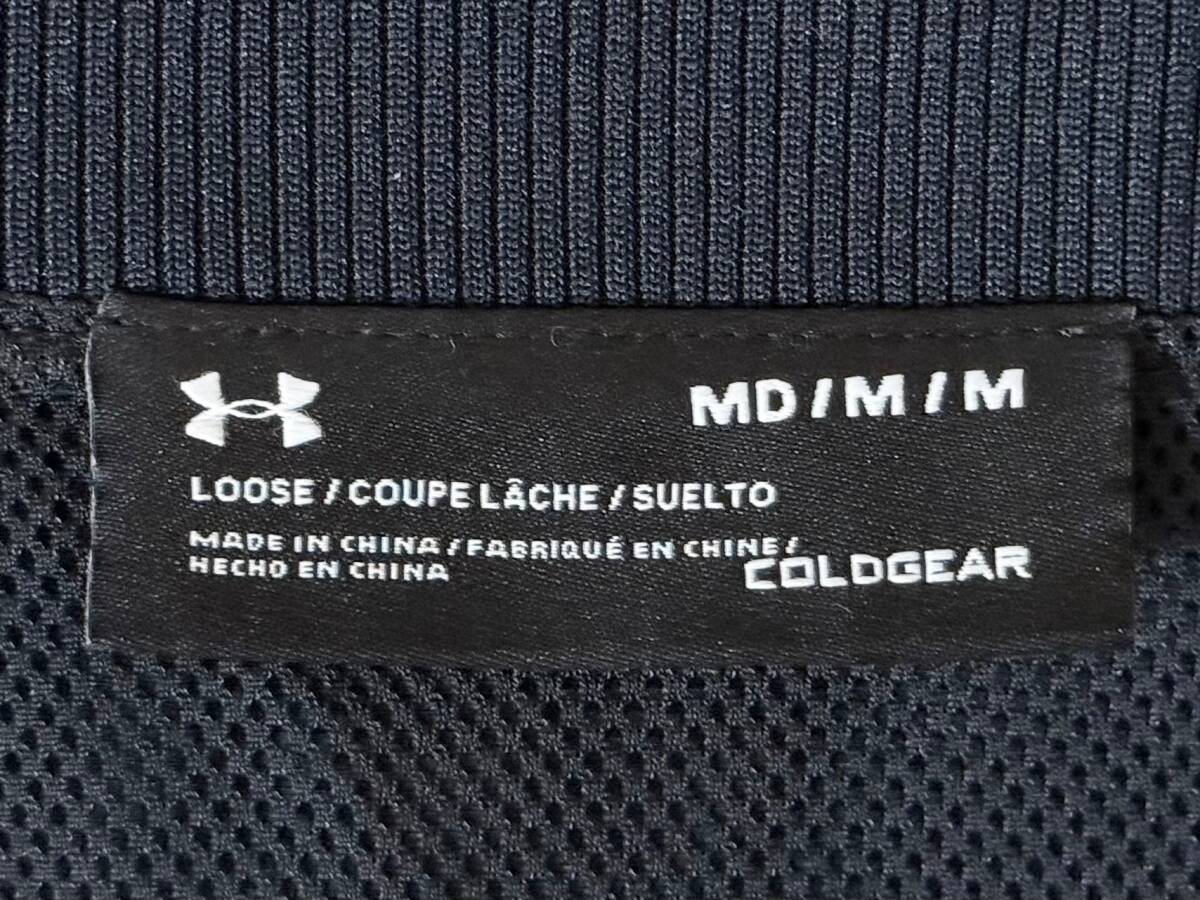 MD / M / M
LOOSE / COUPE LÂCHE / SUELTO
MADE IN CHINA / FABRIQUÉ EN CHINE /
HECHO EN CHINA
COLDGEAR